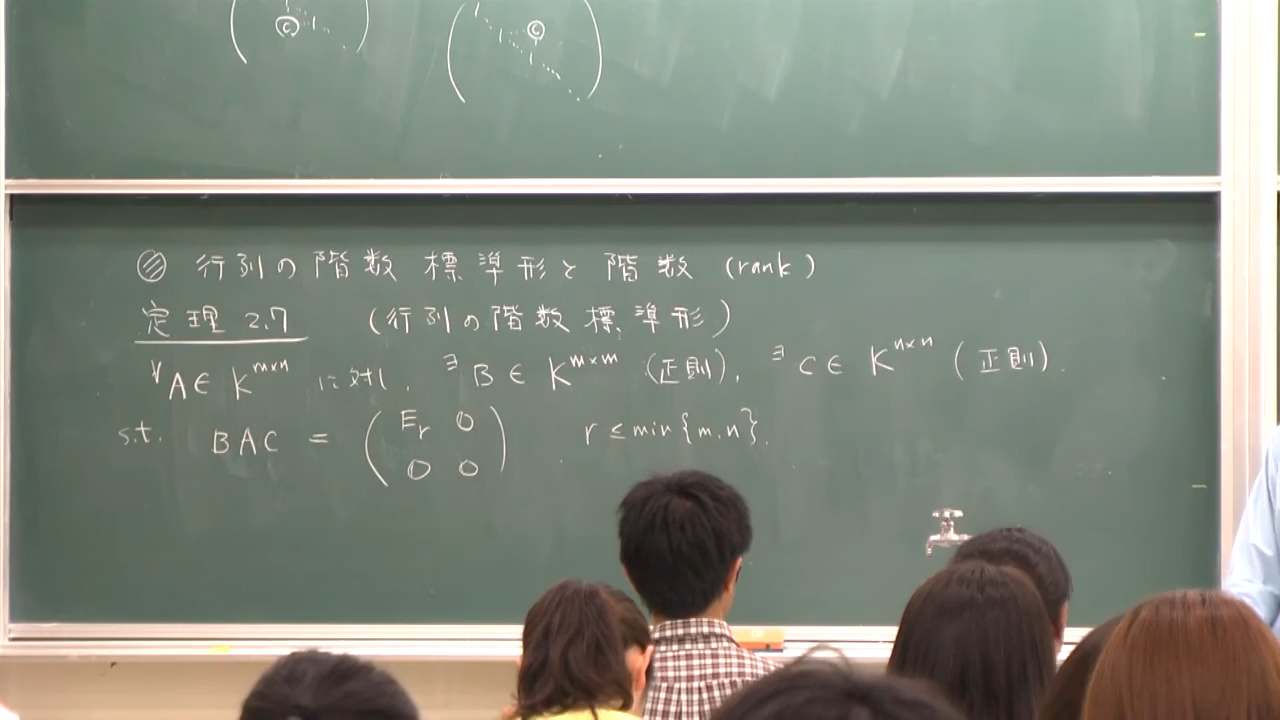 ⓒ ⓒ
◎ 行列の階数標準形と階数 (rank)
定理 2.7 (行列の階数標準形)
∀A∈K^{m×n} に対し, ∃B∈K^{m×m} (正則), ∃C∈K^{n×n} (正則).
s.t. BAC = (E_r 0 r≤min{m.n}.
0 0)